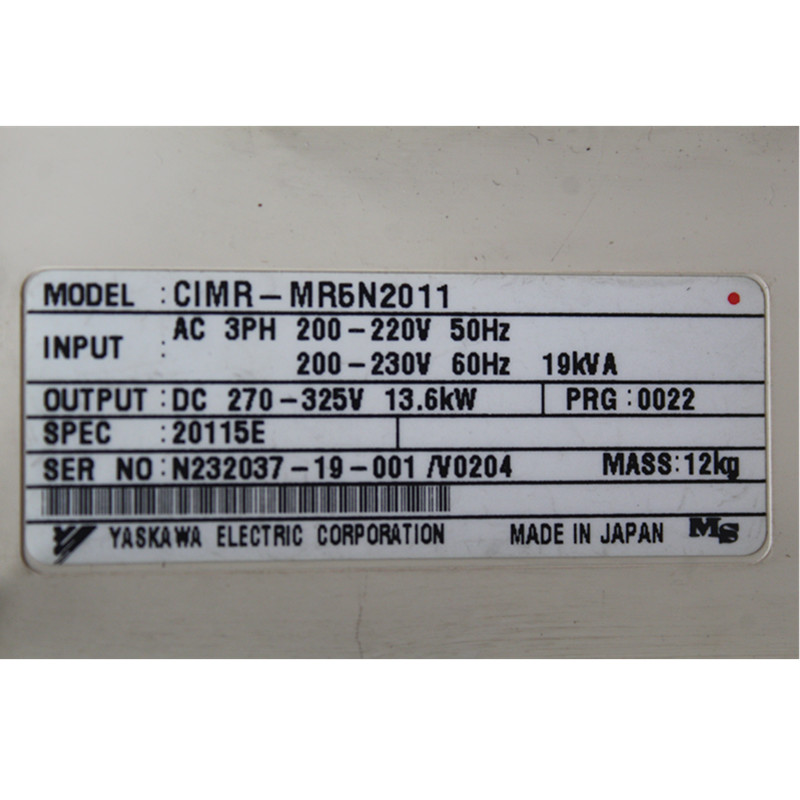 MODEL : CIMR-MR5N2011
INPUT : AC 3PH 200-220V 50Hz
200-230V 60Hz 19kVA
OUTPUT : DC 270-325V 13.6kW PRG : 0022
SPEC : 20115E
SER NO : N232037-19-001 /V0204 MASS : 12kg
YASKAWA ELECTRIC CORPORATION MADE IN JAPAN MS